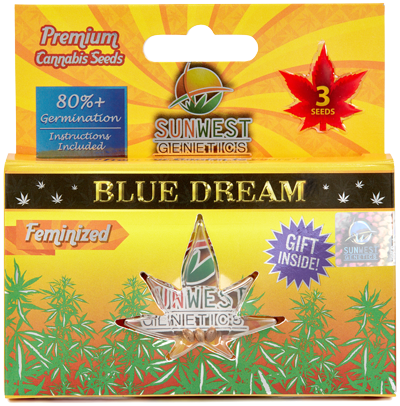 Premium
Cannabis Seeds
80%+
Germination
Instructions
Included
SUNWEST
GENETICS
3
SEEDS
BLUE DREAM
Feminized
GIFT
INSIDE!
SUNWEST
GENETICS
SUNWEST
GENETICS